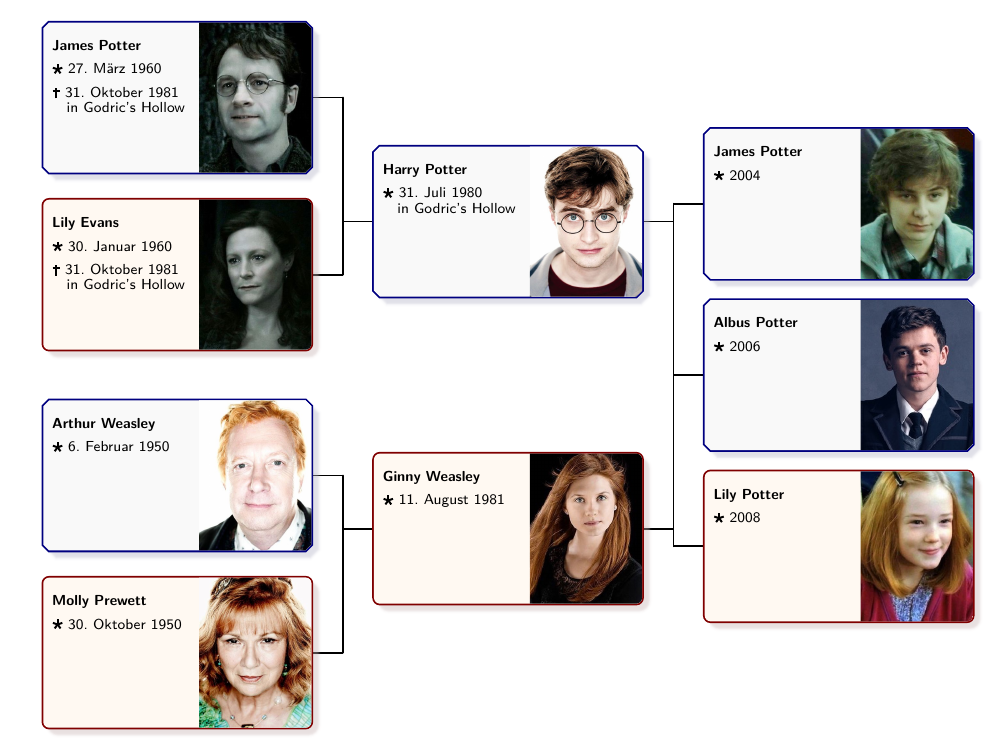 James Potter
★ 27. März 1960
† 31. Oktober 1981
in Godric's Hollow
Lily Evans
★ 30. Januar 1960
† 31. Oktober 1981
in Godric's Hollow
Arthur Weasley
★ 6. Februar 1950
Molly Prewett
★ 30. Oktober 1950
Harry Potter
★ 31. Juli 1980
in Godric's Hollow
Ginny Weasley
★ 11. August 1981
James Potter
★ 2004
Albus Potter
★ 2006
Lily Potter
★ 2008